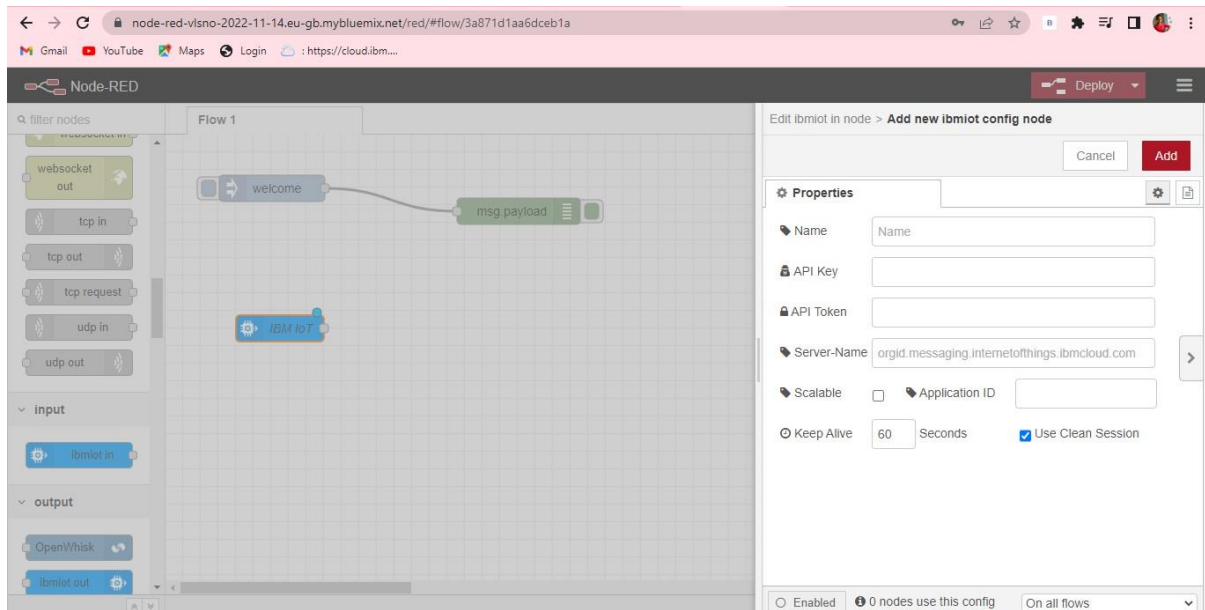 node-red-vlsno-2022-11-14.eu-gb.mybluemix.net/red/#flow/3a871d1aa6dceb1a
Gmail YouTube Maps Login : https://cloud.ibm....
Node-RED Deploy
filter nodes
Flow 1
Edit ibmiot in node > Add new ibmiot config node
Cancel Add
websocket in
websocket
out
tcp in
tcp out
tcp request
udp in
udp out
input
ibmiot in
output
OpenWhisk
ibmiot out
welcome
msg.payload
IBM IoT
Properties
Name Name
API Key
API Token
Server-Name orgid.messaging.internetofthings.ibmcloud.com
Scalable Application ID
Keep Alive 60 Seconds Use Clean Session
Enabled 0 nodes use this config On all flows